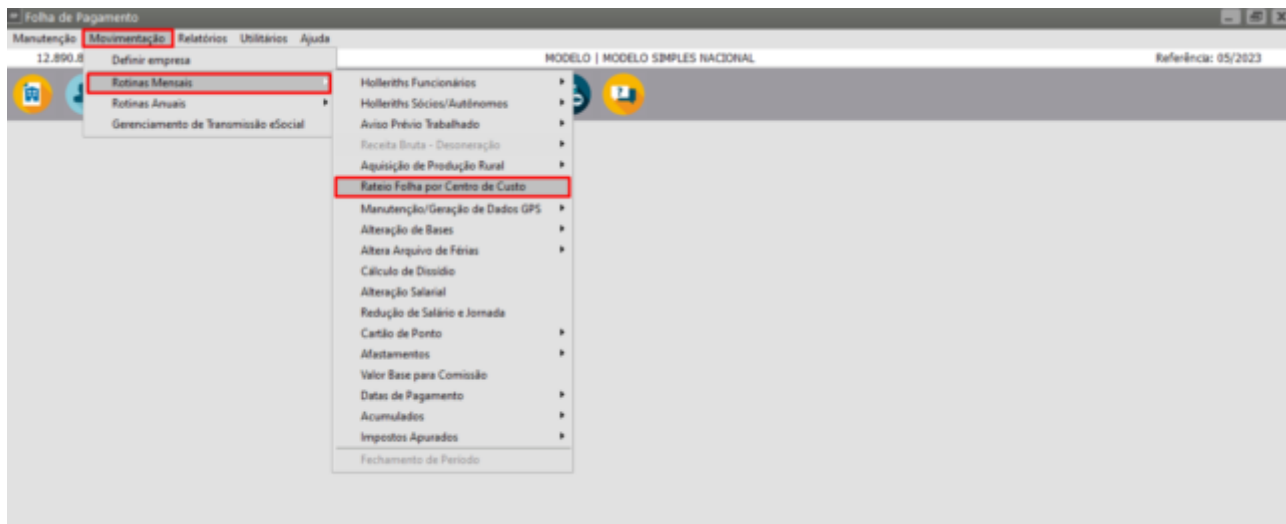 Folha de Pagamento
Manutenção Movimentação Relatórios Utilitários Ajuda
12.890.8 MODELO | MODELO SIMPLES NACIONAL Referência: 05/2023
Definir empresa
Rotinas Mensais
Rotinas Anuais
Gerenciamento de Transmissão eSocial
Holleriths Funcionários
Holleriths Sócios/Autônomos
Aviso Prévio Trabalhado
Receita Bruta - Desoneração
Aquisição de Produção Rural
Rateio Folha por Centro de Custo
Manutenção/Geração de Dados GPS
Alteração de Bases
Altera Arquivo de Férias
Cálculo de Dissídio
Alteração Salarial
Redução de Salário e Jornada
Cartão de Ponto
Afastamentos
Valor Base para Comissão
Datas de Pagamento
Acumulados
Impostos Apurados
Fechamento de Período